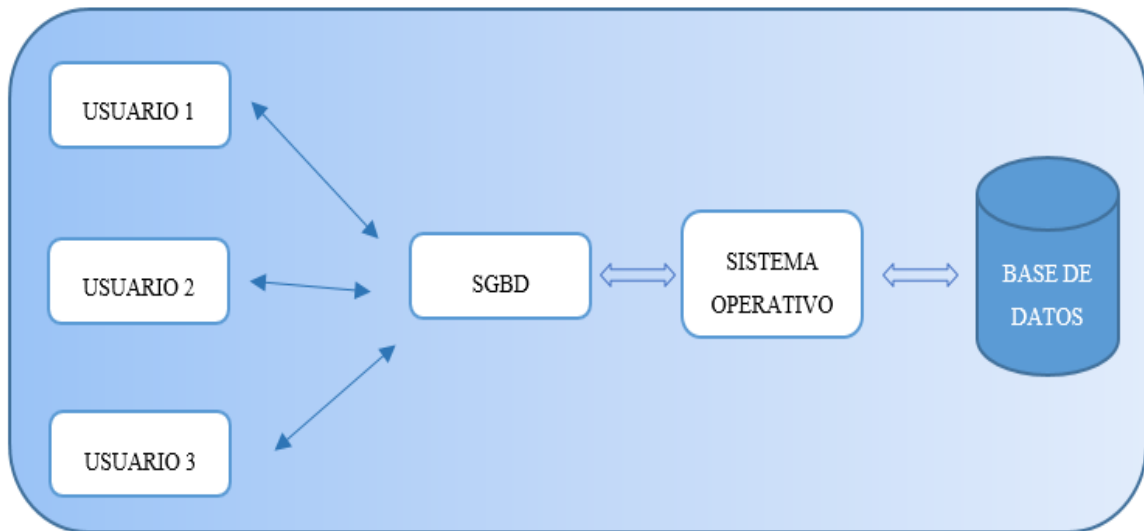 USUARIO 1
USUARIO 2
USUARIO 3
SGBD
SISTEMA
OPERATIVO
BASE DE
DATOS